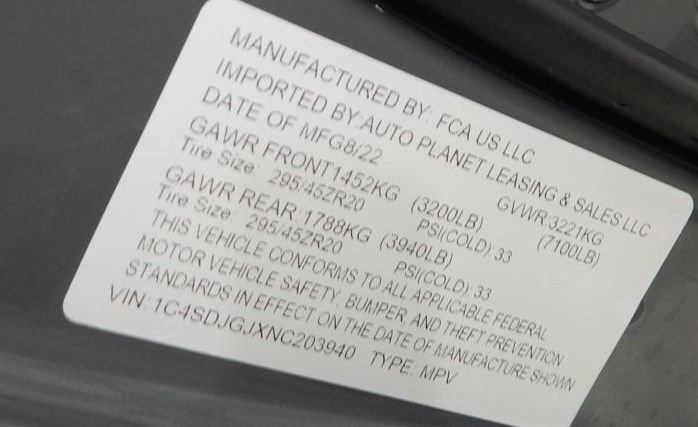 MANUFACTURED BY: FCA US LLC
IMPORTED BY:AUTO PLANET LEASING & SALES LLC
DATE OF MFG8/22 GVWR:3221KG
GAWR FRONT1452KG (3200LB) (7100LB)
Tire Size: 295/45ZR20 PSI(COLD): 33
GAWR REAR:1788KG (3940LB)
Tire Size: 295/45ZR20 PSI(COLD): 33
THIS VEHICLE CONFORMS TO ALL APPLICABLE FEDERAL
MOTOR VEHICLE SAFETY, BUMPER, AND THEFT PREVENTION
STANDARDS IN EFFECT ON THE DATE OF MANUFACTURE SHOWN
VIN: 1C4SDJGJXNC203940 TYPE: MPV